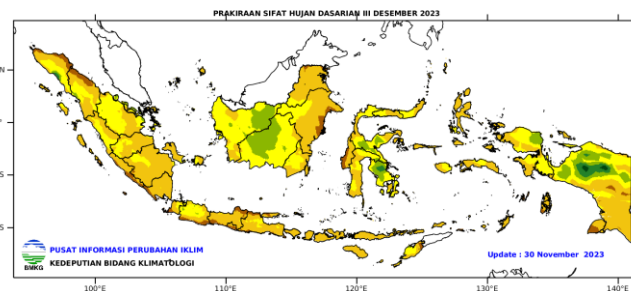 PRAKIRAAN SIFAT HUJAN DASARIAN III DESEMBER 2023
N
S
S
PUSAT INFORMASI PERUBAHAN IKLIM
KEDEPUTIAN BIDANG KLIMATOLOGI
BMKG
Update : 30 November 2023
100°E
110°E
120°E
130°E
140°E